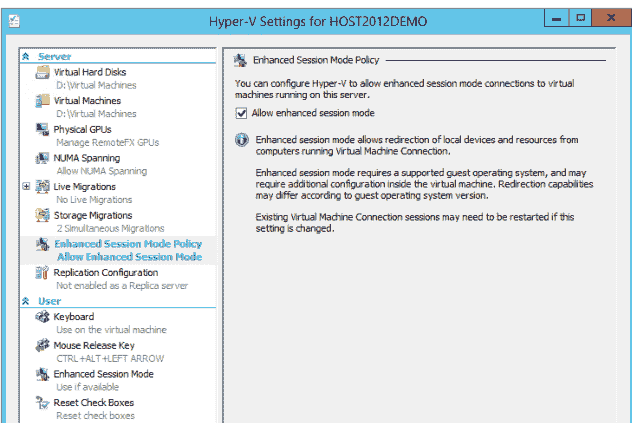 Hyper-V Settings for HOST2012DEMO
Server
Virtual Hard Disks
D:\Virtual Machines
Virtual Machines
D:\Virtual Machines
Physical GPUs
Manage RemoteFX GPUs
NUMA Spanning
Allow NUMA Spanning
Live Migrations
No Live Migrations
Storage Migrations
2 Simultaneous Migrations
Enhanced Session Mode Policy
Allow Enhanced Session Mode
Replication Configuration
Not enabled as a Replica server
User
Keyboard
Use on the virtual machine
Mouse Release Key
CTRL+ALT+LEFT ARROW
Enhanced Session Mode
Use if available
Reset Check Boxes
Reset check boxes
Enhanced Session Mode Policy
You can configure Hyper-V to allow enhanced session mode connections to virtual
machines running on this server.
Allow enhanced session mode
Enhanced session mode allows redirection of local devices and resources from
computers running Virtual Machine Connection.
Enhanced session mode requires a supported guest operating system, and may
require additional configuration inside the virtual machine. Redirection capabilities
may differ according to guest operating system version.
Existing Virtual Machine Connection sessions may need to be restarted if this
setting is changed.